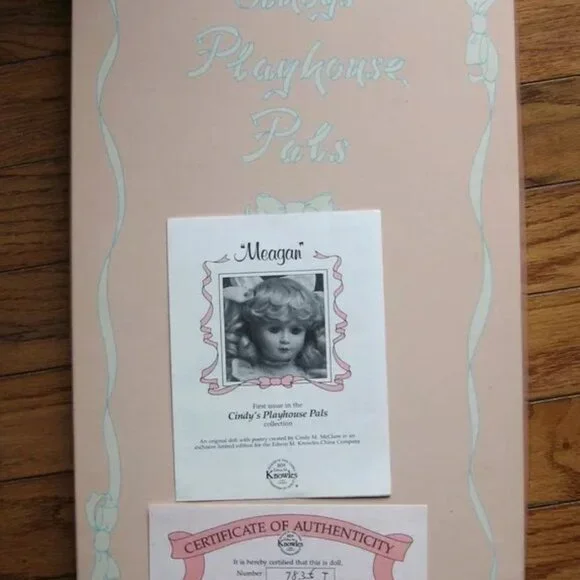 Cindy's
Playhouse
Pals
"Meagan"
First issue in the
Cindy's Playhouse Pals
collection
An original doll with poetry created by Cindy M. McClure in an
exclusive limited edition for the Edwin M. Knowles China Company
Knowles
CERTIFICATE OF AUTHENTICITY
Knowles
It is hereby certified that this is doll,
Number